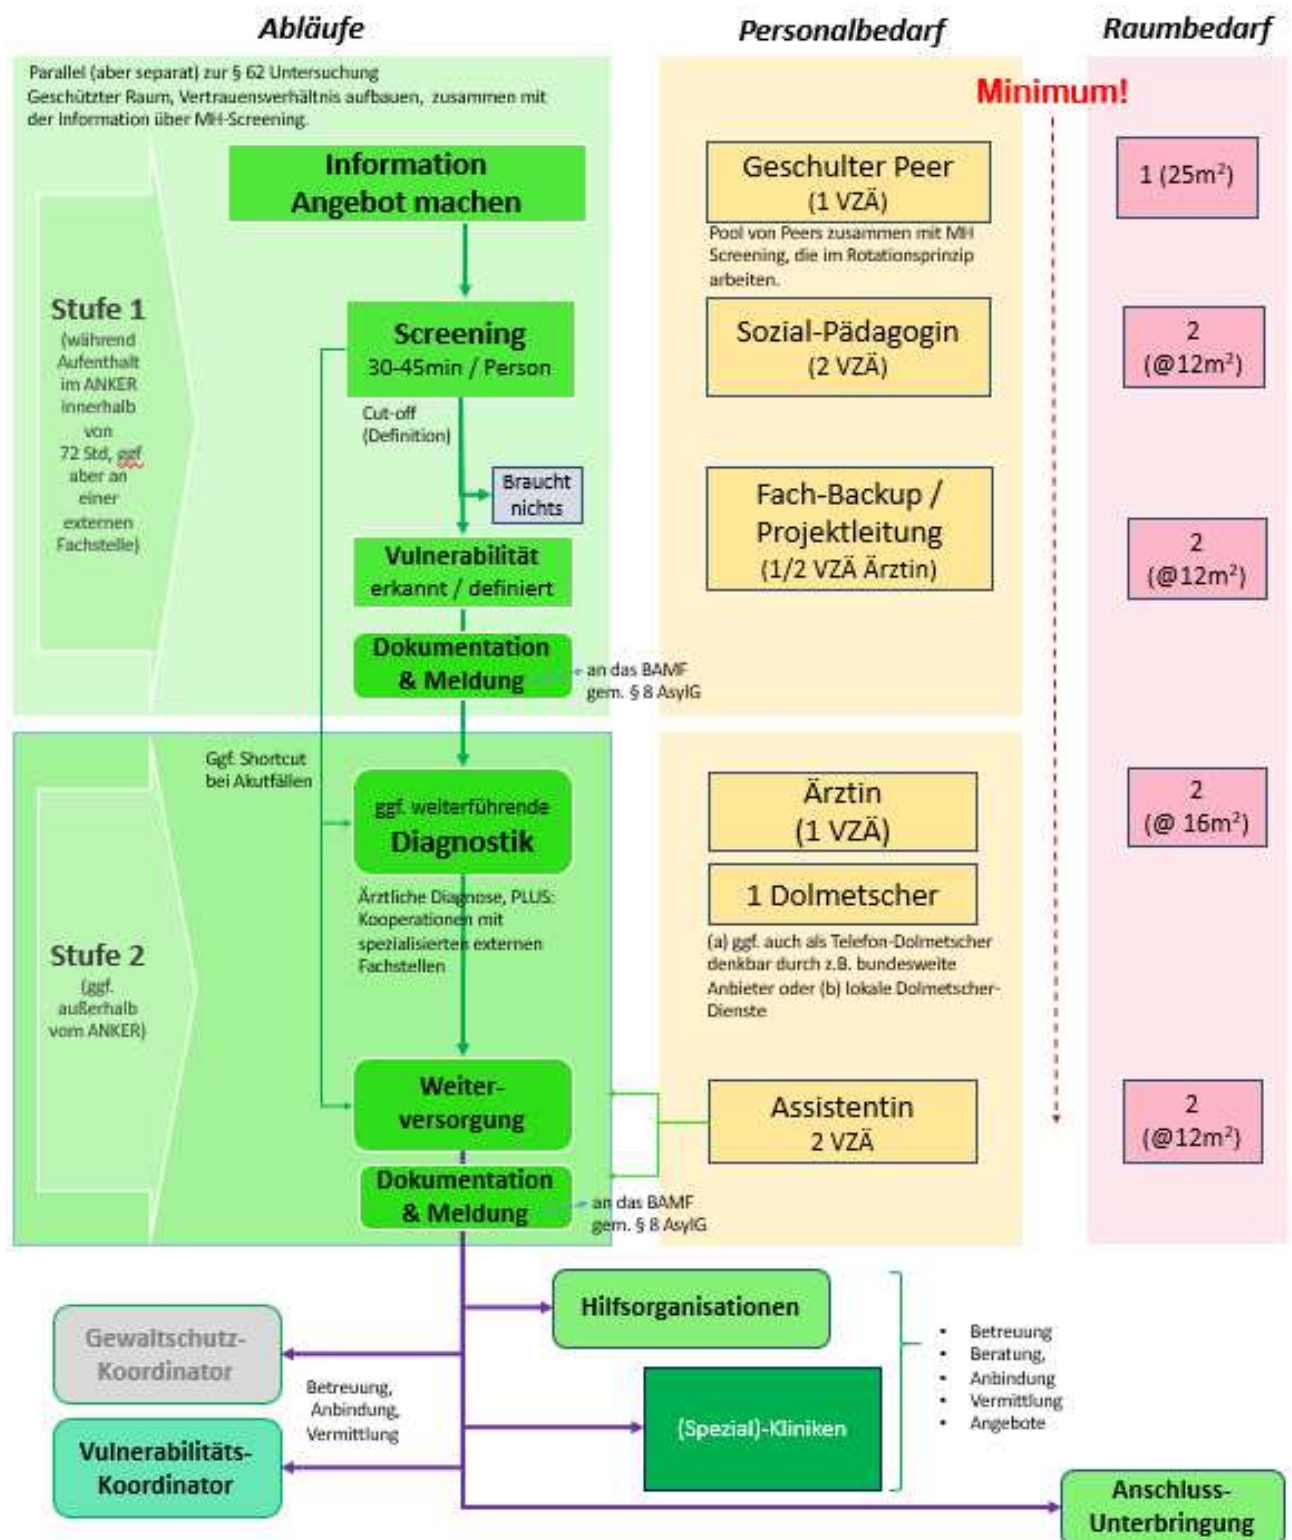 Abläufe
Personalbedarf
Raumbedarf
Parallel (aber separat) zur § 62 Untersuchung
Geschützter Raum, Vertrauensverhältnis aufbauen, zusammen mit
der Information über MH-Screening.
Minimum!
Information
Angebot machen
Geschulter Peer
(1 VZÄ)
1 (25m²)
Pool von Peers zusammen mit MH
Screening, die im Rotationsprinzip
arbeiten.
Stufe 1
(während
Aufenthalt
im ANKER
innerhalb
von
72 Std, ggf
aber an
einer
externen
Fachstelle)
Screening
30-45min / Person
Sozial-Pädagogin
(2 VZÄ)
2
(@12m²)
Cut-off
(Definition)
Braucht
nichts
Fach-Backup /
Projektleitung
(1/2 VZÄ Ärztin)
2
(@12m²)
Vulnerabilität
erkannt / definiert
Dokumentation
& Meldung
an das BAMF
gem. § 8 AsylG
Ggf. Shortcut
bei Akutfällen
ggf. weiterführende
Diagnostik
Ärztin
(1 VZÄ)
2
(@ 16m²)
1 Dolmetscher
Ärztliche Diagnose, PLUS:
Kooperationen mit
spezialisierten externen
Fachstellen
(a) ggf. auch als Telefon-Dolmetscher
denkbar durch z.B. bundesweite
Anbieter oder (b) lokale Dolmetscher-
Dienste
Stufe 2
(ggf.
außerhalb
vom ANKER)
Weiter-
versorgung
Assistentin
2 VZÄ
2
(@12m²)
Dokumentation
& Meldung
an das BAMF
gem. § 8 AsylG
Hilfsorganisationen
Gewaltschutz-
Koordinator
Betreuung,
Anbindung,
Vermittlung
(Spezial)-Kliniken
• Betreuung
• Beratung,
• Anbindung
• Vermittlung
• Angebote
Vulnerabilitäts-
Koordinator
Anschluss-
Unterbringung